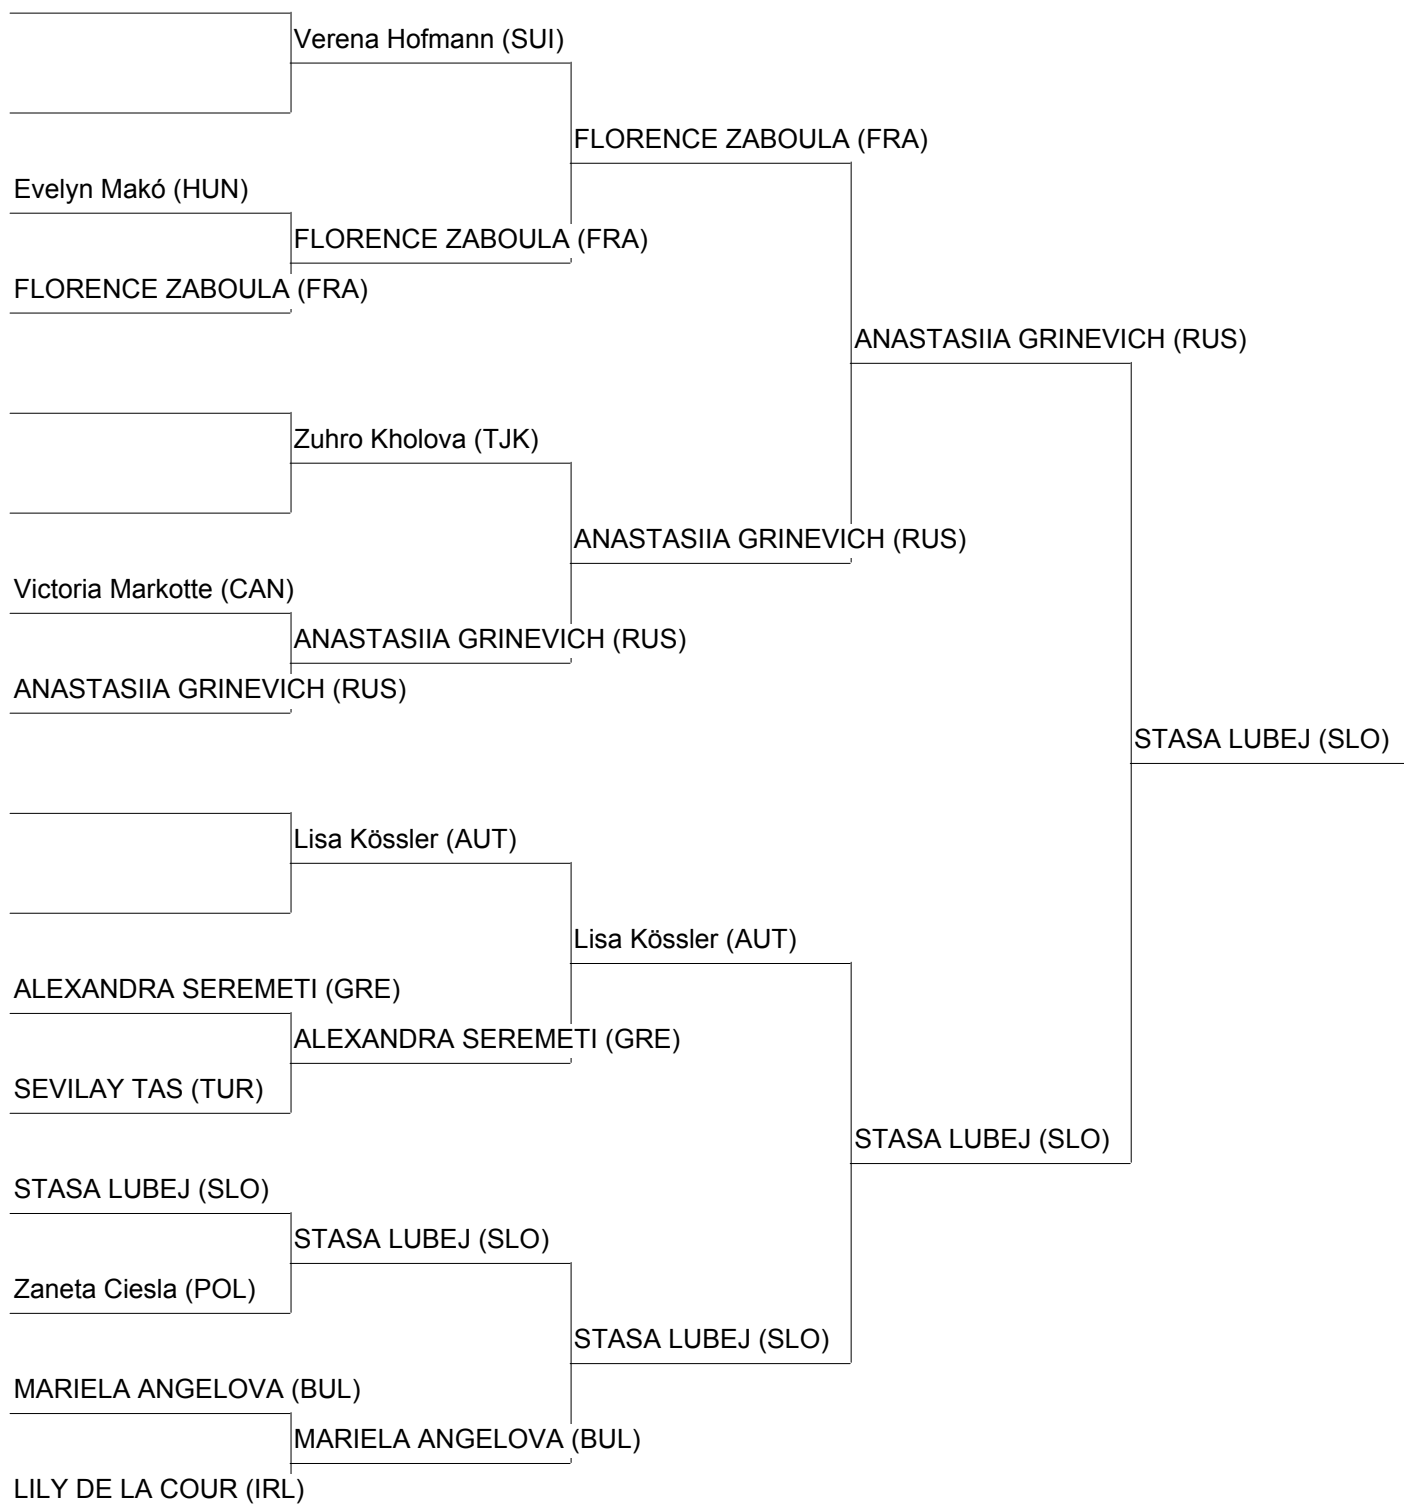 Verena Hofmann (SUI)
FLORENCE ZABOULA (FRA)
Evelyn Makó (HUN)
FLORENCE ZABOULA (FRA)
FLORENCE ZABOULA (FRA)
ANASTASIIA GRINEVICH (RUS)
Zuhro Kholova (TJK)
ANASTASIIA GRINEVICH (RUS)
Victoria Markotte (CAN)
ANASTASIIA GRINEVICH (RUS)
ANASTASIIA GRINEVICH (RUS)
STASA LUBEJ (SLO)
Lisa Kössler (AUT)
Lisa Kössler (AUT)
ALEXANDRA SEREMETI (GRE)
ALEXANDRA SEREMETI (GRE)
SEVILAY TAS (TUR)
STASA LUBEJ (SLO)
STASA LUBEJ (SLO)
STASA LUBEJ (SLO)
Zaneta Ciesla (POL)
STASA LUBEJ (SLO)
MARIELA ANGELOVA (BUL)
MARIELA ANGELOVA (BUL)
LILY DE LA COUR (IRL)